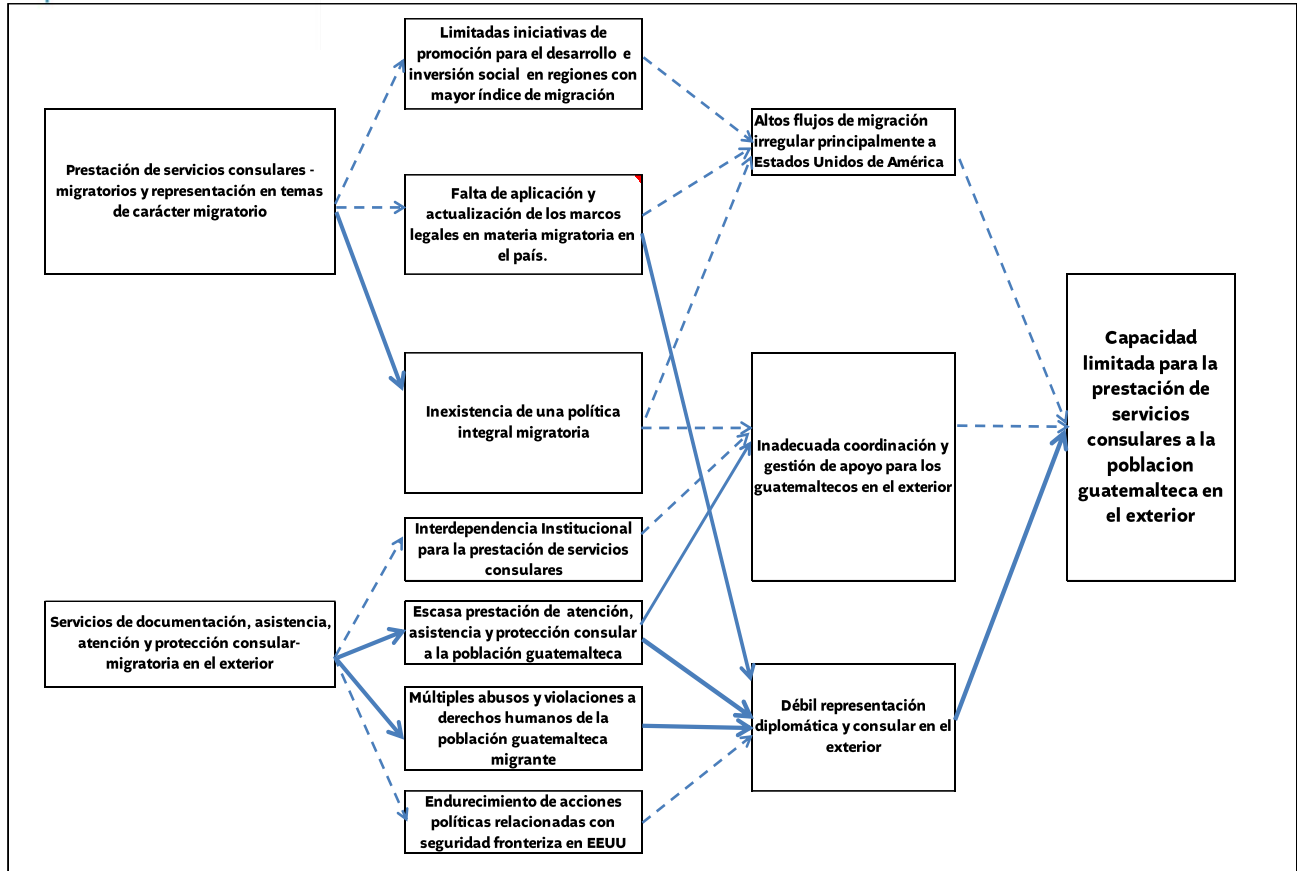 Limitadas iniciativas de
promoción para el desarrollo e
inversión social en regiones con
mayor índice de migración
Prestación de servicios consulares -
migratorios y representación en temas
de carácter migratorio
Falta de aplicación y
actualización de los marcos
legales en materia migratoria en
el país.
Inexistencia de una política
integral migratoria
Interdependencia Institucional
para la prestación de servicios
consulares
Servicios de documentación, asistencia,
atención y protección consular-
migratoria en el exterior
Escasa prestación de atención,
asistencia y protección consular
a la población guatemalteca
Múltiples abusos y violaciones a
derechos humanos de la
población guatemalteca
migrante
Endurecimiento de acciones
políticas relacionadas con
seguridad fronteriza en EEUU
Altos flujos de migración
irregular principalmente a
Estados Unidos de América
Inadecuada coordinación y
gestión de apoyo para los
guatemaltecos en el exterior
Débil representación
diplomática y consular en el
exterior
Capacidad
limitada para la
prestación de
servicios
consulares a la
poblacion
guatemalteca en
el exterior